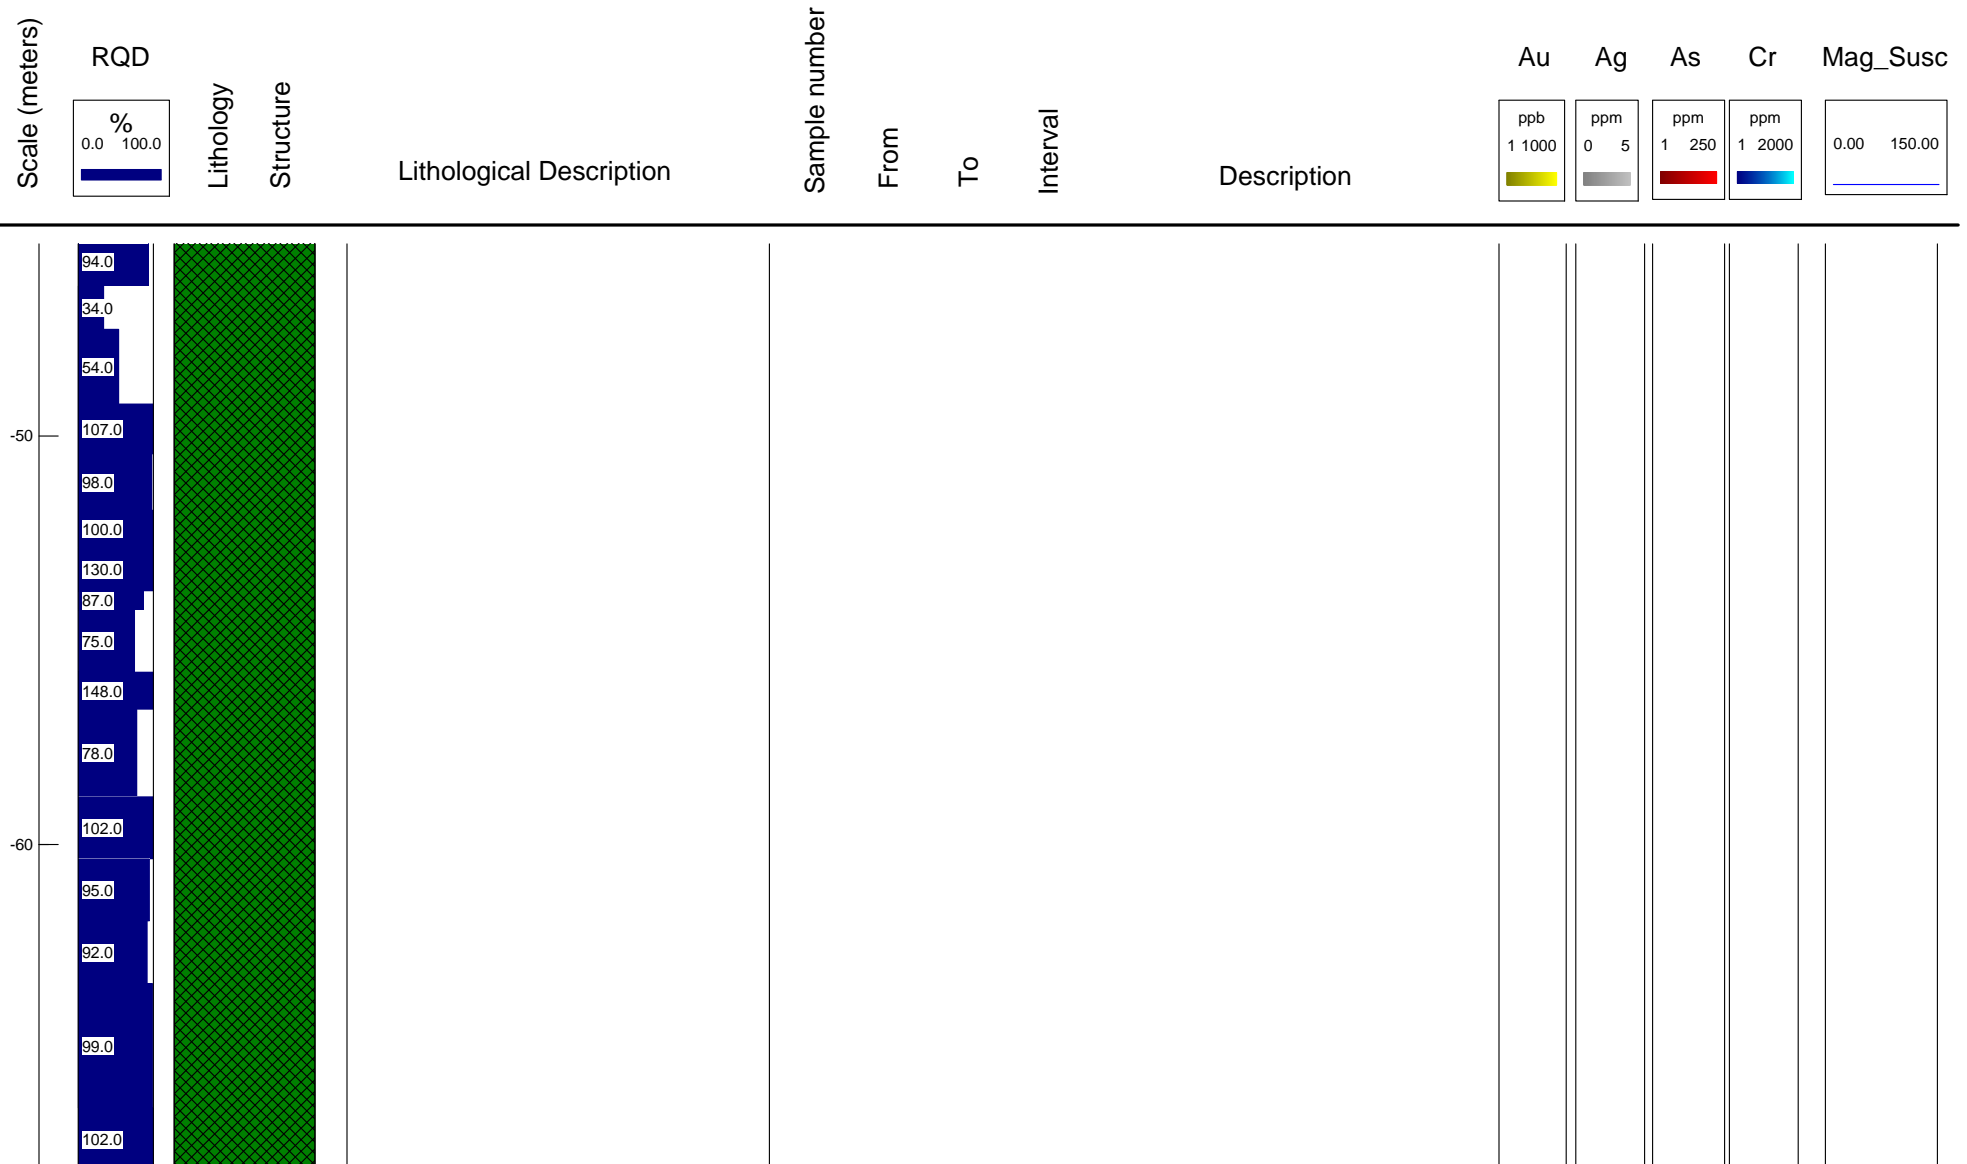 Scale (meters)
RQD
%
0.0 100.0
Lithology
Structure
Lithological Description
Sample number
From
To
Interval
Description
Au
ppb
1 1000
Ag
ppm
0 5
As
ppm
1 250
Cr
ppm
1 2000
Mag_Susc
0.00 150.00
94.0
34.0
54.0
107.0
-50
98.0
100.0
130.0
87.0
75.0
148.0
78.0
102.0
-60
95.0
92.0
99.0
102.0